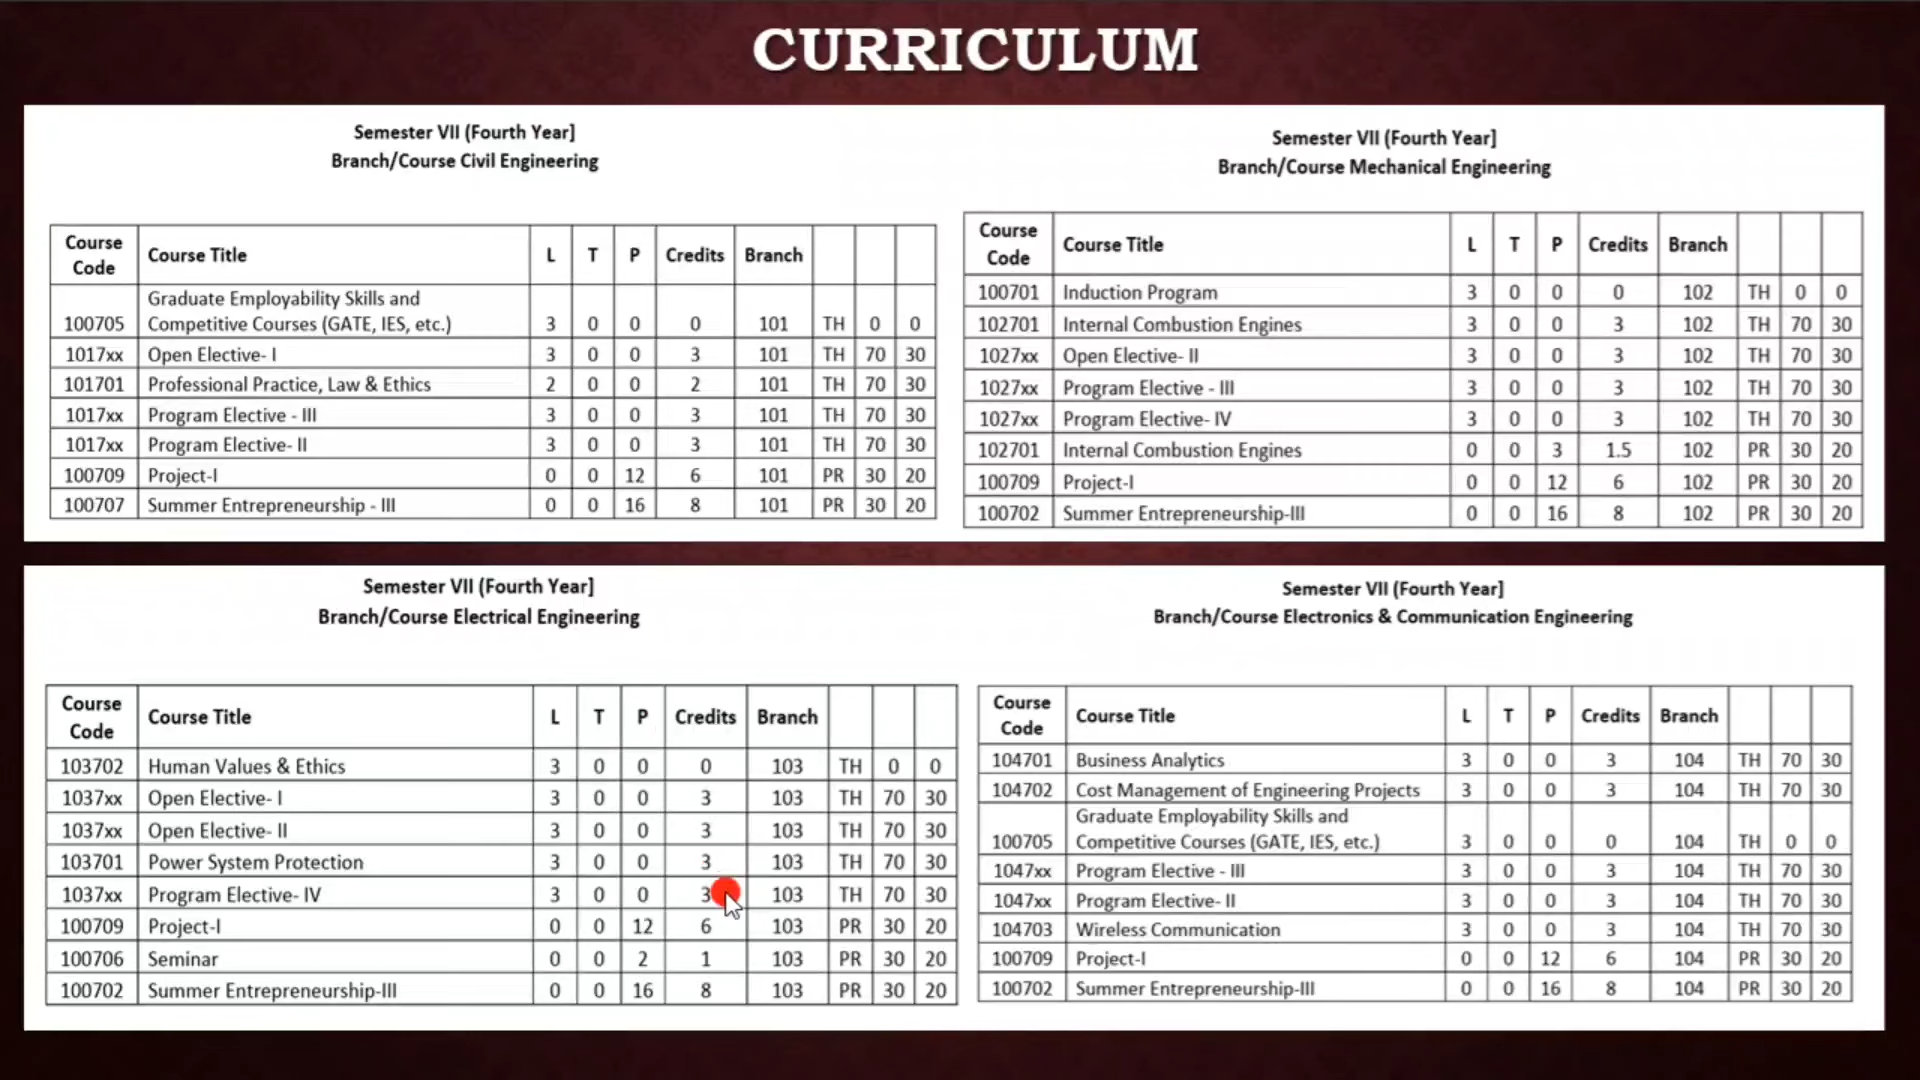 CURRICULUM
Semester VII (Fourth Year]
Branch/Course Civil Engineering
Course Code Course Title L T P Credits Branch
100705 Graduate Employability Skills and Competitive Courses (GATE, IES, etc.) 3 0 0 0 101 TH 0 0
1017xx Open Elective- I 3 0 0 3 101 TH 70 30
101701 Professional Practice, Law & Ethics 2 0 0 2 101 TH 70 30
1017xx Program Elective - III 3 0 0 3 101 TH 70 30
1017xx Program Elective- II 3 0 0 3 101 TH 70 30
100709 Project-I 0 0 12 6 101 PR 30 20
100707 Summer Entrepreneurship - III 0 0 16 8 101 PR 30 20
Semester VII (Fourth Year]
Branch/Course Mechanical Engineering
Course Code Course Title L T P Credits Branch
100701 Induction Program 3 0 0 0 102 TH 0 0
102701 Internal Combustion Engines 3 0 0 3 102 TH 70 30
1027xx Open Elective- II 3 0 0 3 102 TH 70 30
1027xx Program Elective - III 3 0 0 3 102 TH 70 30
1027xx Program Elective- IV 3 0 0 3 102 TH 70 30
102701 Internal Combustion Engines 0 0 3 1.5 102 PR 30 20
100709 Project-I 0 0 12 6 102 PR 30 20
100702 Summer Entrepreneurship-III 0 0 16 8 102 PR 30 20
Semester VII (Fourth Year]
Branch/Course Electrical Engineering
Course Code Course Title L T P Credits Branch
103702 Human Values & Ethics 3 0 0 0 103 TH 0 0
1037xx Open Elective- I 3 0 0 3 103 TH 70 30
1037xx Open Elective- II 3 0 0 3 103 TH 70 30
103701 Power System Protection 3 0 0 3 103 TH 70 30
1037xx Program Elective- IV 3 0 0 3 103 TH 70 30
100709 Project-I 0 0 12 6 103 PR 30 20
100706 Seminar 0 0 2 1 103 PR 30 20
100702 Summer Entrepreneurship-III 0 0 16 8 103 PR 30 20
Semester VII (Fourth Year]
Branch/Course Electronics & Communication Engineering
Course Code Course Title L T P Credits Branch
104701 Business Analytics 3 0 0 3 104 TH 70 30
104702 Cost Management of Engineering Projects 3 0 0 3 104 TH 70 30
100705 Graduate Employability Skills and Competitive Courses (GATE, IES, etc.) 3 0 0 0 104 TH 0 0
1047xx Program Elective - III 3 0 0 3 104 TH 70 30
1047xx Program Elective- II 3 0 0 3 104 TH 70 30
104703 Wireless Communication 3 0 0 3 104 TH 70 30
100709 Project-I 0 0 12 6 104 PR 30 20
100702 Summer Entrepreneurship-III 0 0 16 8 104 PR 30 20